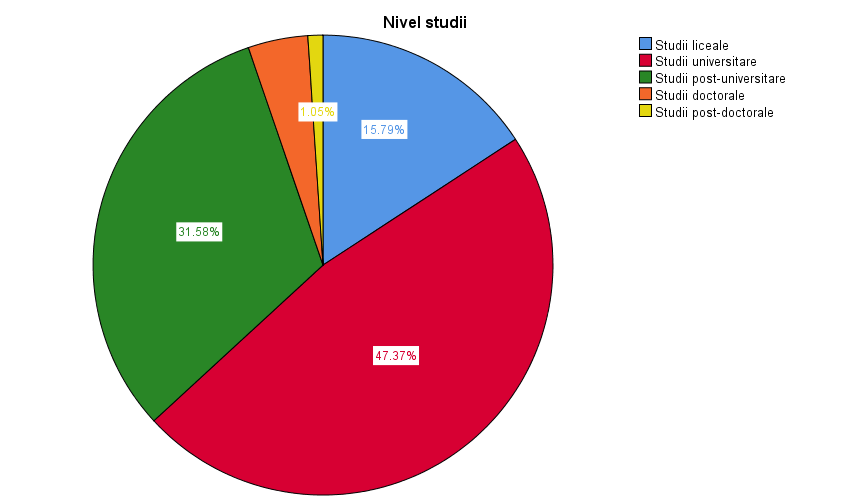 Nivel studii
Studii liceale
Studii universitare
Studii post-universitare
Studii doctorale
Studii post-doctorale
1.05%
15.79%
31.58%
47.37%